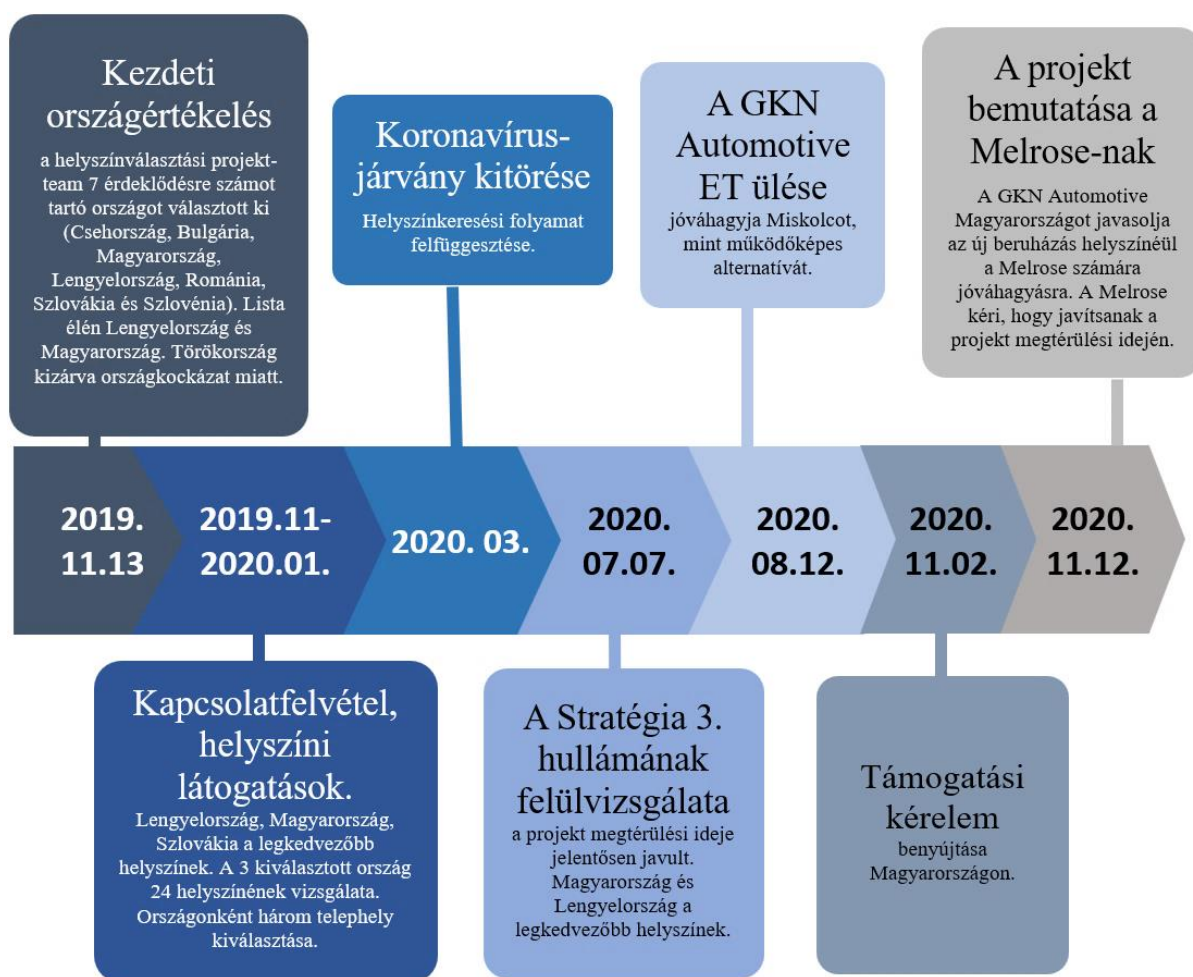 Kezdeti
országértékelés
a helyszínválasztási projekt-
team 7 érdeklődésre számot
tartó országot választott ki
(Csehország, Bulgária,
Magyarország,
Lengyelország, Románia,
Szlovákia és Szlovénia). Lista
élén Lengyelország és
Magyarország. Törökország
kizárva országkockázat miatt.
Koronavírus-
járvány kitörése
Helyszínkeresési folyamat
felfüggesztése.
A GKN
Automotive
ET ülése
jóváhagyja Miskolcot,
mint működőképes
alternatívát.
A projekt
bemutatása a
Melrose-nak
A GKN Automotive
Magyarországot javasolja
az új beruházás helyszínéül
a Melrose számára
jóváhagyásra. A Melrose
kéri, hogy javítsanak a
projekt megtérülési idején.
2019.
11.13
2019.11-
2020.01.
2020. 03.
2020.
07.07.
2020.
08.12.
2020.
11.02.
2020.
11.12.
Kapcsolatfelvétel,
helyszíni
látogatások.
Lengyelország, Magyarország,
Szlovákia a legkedvezőbb
helyszínek. A 3 kiválasztott ország
24 helyszínének vizsgálata.
Országonként három telephely
kiválasztása.
A Stratégia 3.
hullámának
felülvizsgálata
a projekt megtérülési ideje
jelentősen javult.
Magyarország és
Lengyelország a
legkedvezőbb helyszínek.
Támogatási
kérelem
benyújtása
Magyarországon.